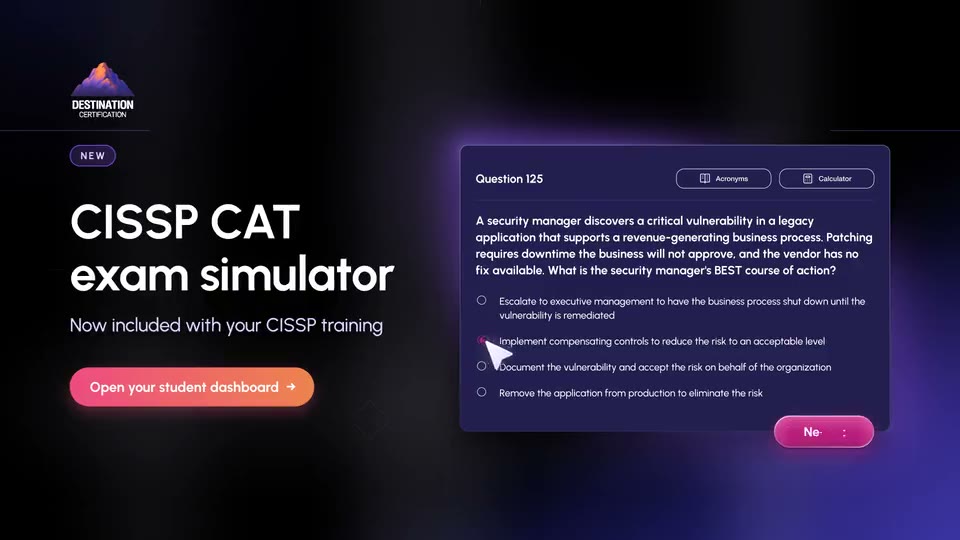 DESTINATION
CERTIFICATION
NEW
CISSP CAT
exam simulator
Now included with your CISSP training
Open your student dashboard →
Question 125
Acronyms
Calculator
A security manager discovers a critical vulnerability in a legacy
application that supports a revenue-generating business process. Patching
requires downtime the business will not approve, and the vendor has no
fix available. What is the security manager's BEST course of action?
Escalate to executive management to have the business process shut down until the
vulnerability is remediated
Implement compensating controls to reduce the risk to an acceptable level
Document the vulnerability and accept the risk on behalf of the organization
Remove the application from production to eliminate the risk